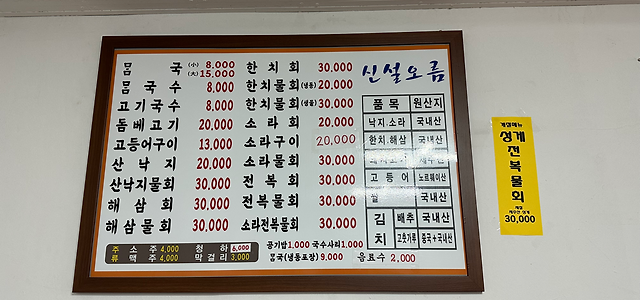 신설오름
몸 국 (小) 8,000
(大) 15,000
몸 국 수 8,000
고 기 국 수 8,000
돔 베 고 기 20,000
고등어구이 13,000
산 낙 지 20,000
산낙지물회 30,000
해 삼 회 30,000
해 삼 물 회 30,000
한 치 회 30,000
한치물회(냉동) 20,000
한치물회(생물) 30,000
소 라 회 20,000
소라구이 20,000
소라물회 30,000
전 복 회 30,000
전복물회 30,000
소라전복물회 30,000
품 목 원산지
낙지.소라 국내산
한치.해삼 국내산
고 등 어 노르웨이산
쌀 국내산
김치 배추 국내산
고춧가루 중국+국내산
주류 소 주 4,000 청 하 6,000
맥 주 4,000 막걸리 3,000
공기밥 1,000 국수사리 1,000
몸국(냉동포장) 9,000 음료수 2,000
계절메뉴
성게전복물회
30,000